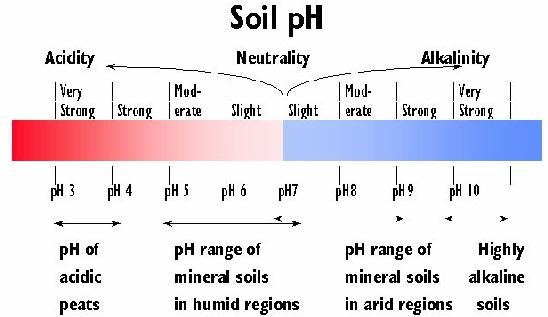 Soil pH
Acidity Neutrality Alkalinity
Very Strong Strong Mod-erate Slight Slight Mod-erate Strong Very Strong
pH 3 pH 4 pH 5 pH 6 pH7 pH8 pH9 pH 10
pH of
acidic
peats
pH range of
mineral soils
in humid regions
pH range of
mineral soils
in arid regions
Highly
alkaline
soils